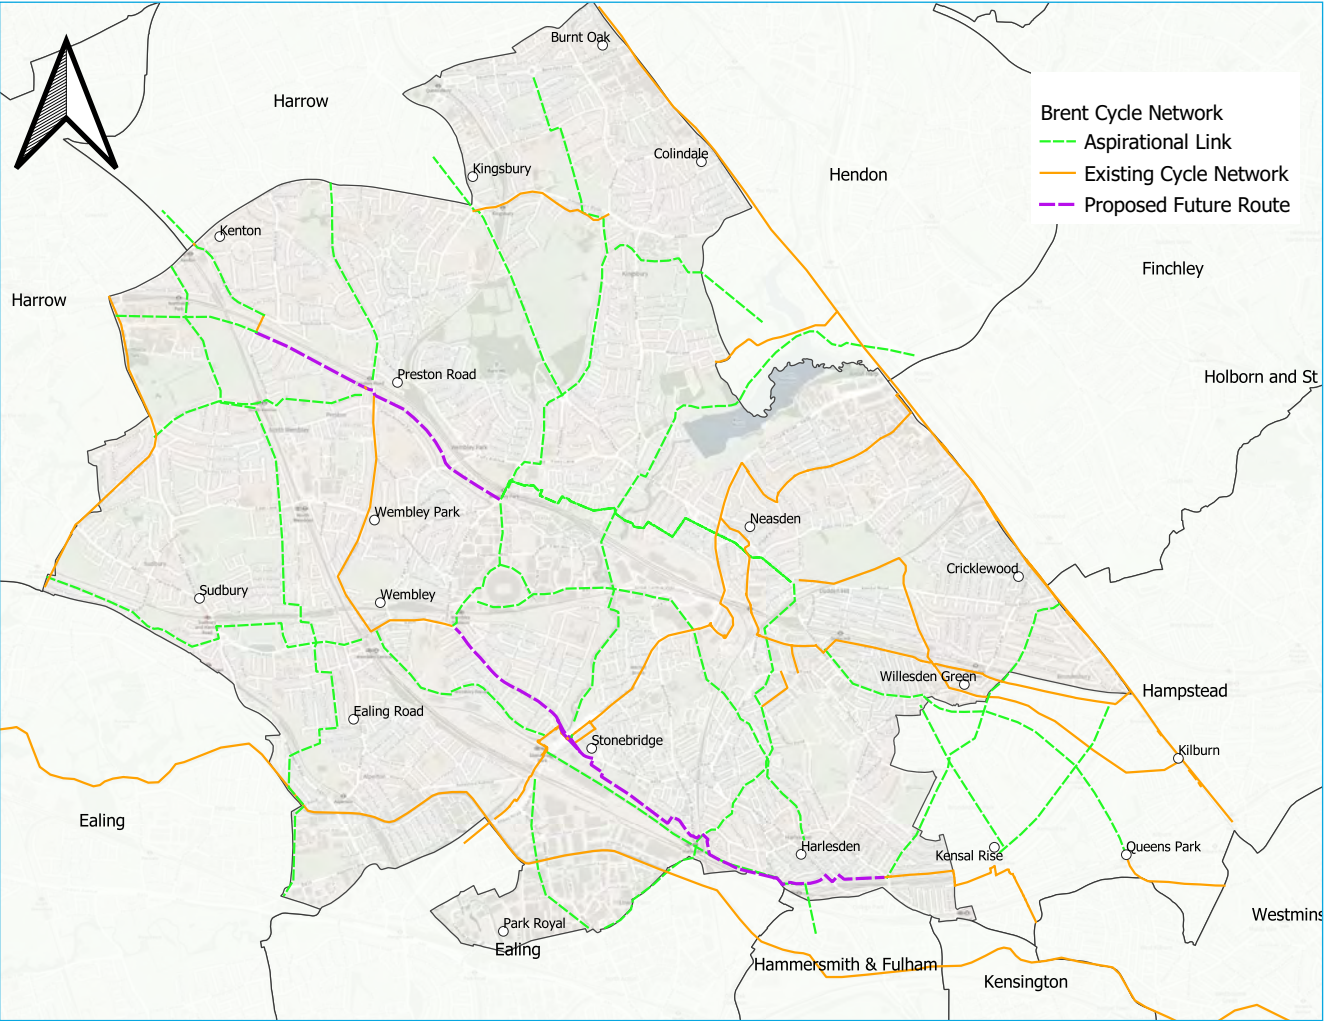 Burnt Oak
Harrow
Brent Cycle Network
Aspirational Link
Existing Cycle Network
Proposed Future Route
Colindale
Kingsbury
Hendon
Kenton
Finchley
Harrow
Preston Road
Holborn and St
Wembley Park
Neasden
Cricklewood
Sudbury
Wembley
Willesden Green
Hampstead
Ealing Road
Stonebridge
Kilburn
Ealing
Harlesden
Kensal Rise
Queens Park
Park Royal
Ealing
Westmins
Hammersmith & Fulham
Kensington